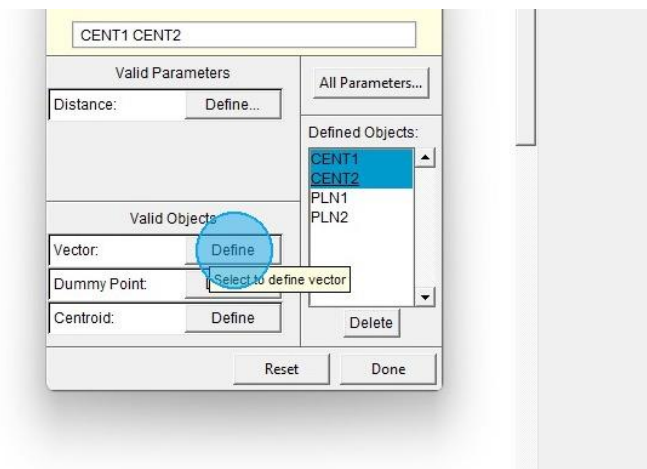 CENT1 CENT2
Valid Parameters
Distance:
Define...
All Parameters...
Defined Objects:
CENT1
CENT2
PLN1
PLN2
Valid Objects
Vector:
Define
Dummy Point:
Select to define vector
Centroid:
Define
Delete
Reset
Done